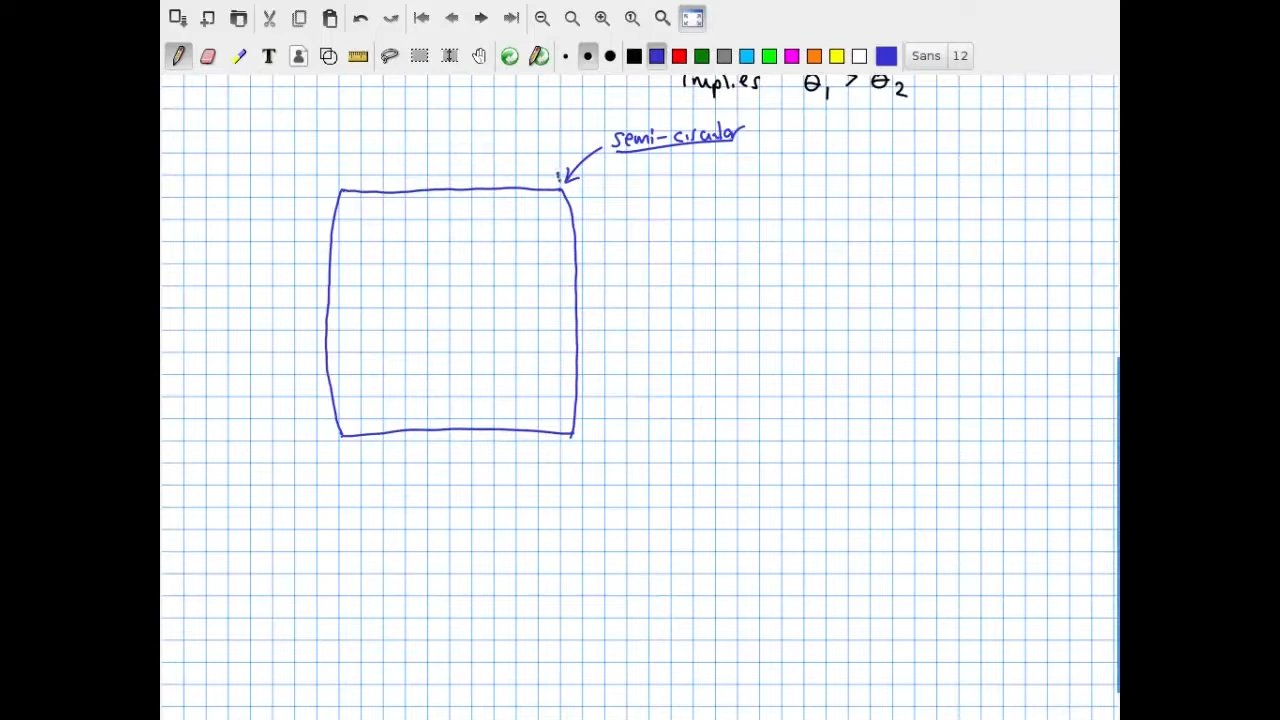 Sans 12
implies θ₁ > θ₂
semi-circular